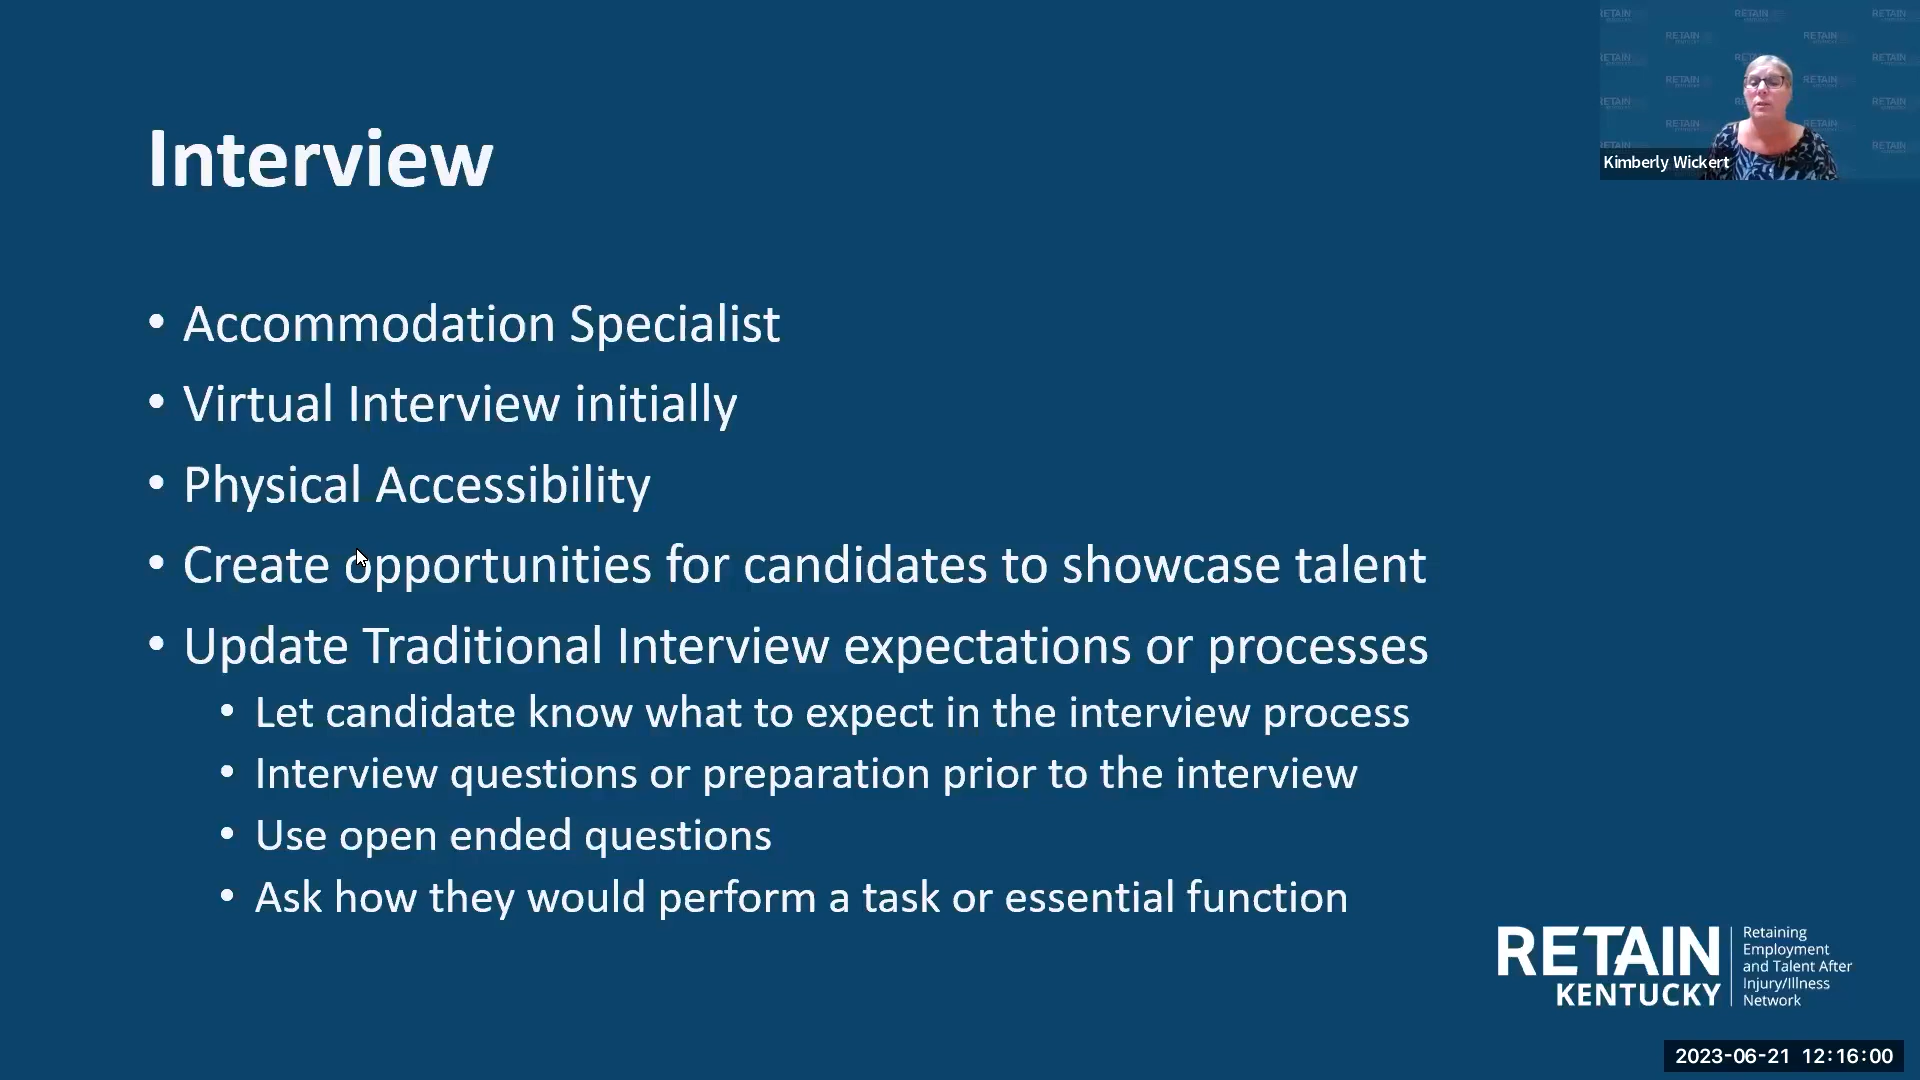 Interview
• Accommodation Specialist
• Virtual Interview initially
• Physical Accessibility
• Create opportunities for candidates to showcase talent
• Update Traditional Interview expectations or processes
• Let candidate know what to expect in the interview process
• Interview questions or preparation prior to the interview
• Use open ended questions
• Ask how they would perform a task or essential function
Kimberly Wickert
RETAIN
KENTUCKY
Retaining
Employment
and Talent After
Injury/Illness
Network
2023-06-21 12:16:00